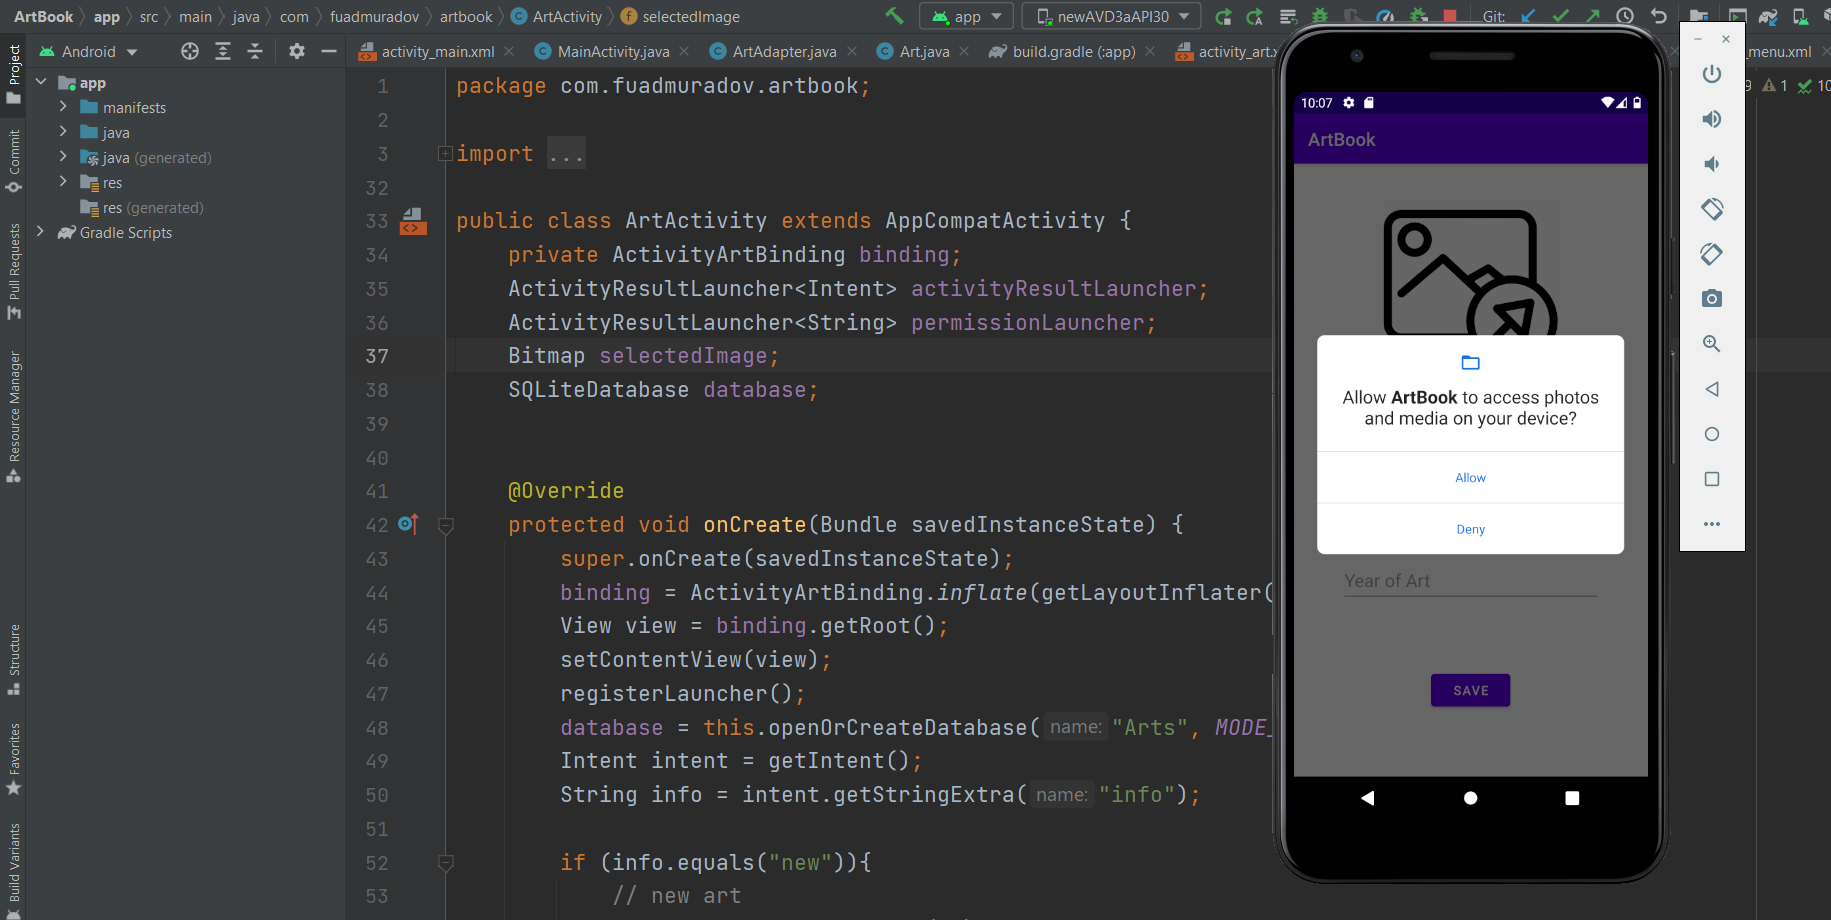 ArtBook app src main java com fuadmuradov artbook ArtActivity selectedImage
app newAVD3aAPI30 Git:
Android
activity_main.xml MainActivity.java ArtAdapter.java Art.java build.gradle (:app) activity_art.x _menu.xml
Project
Commit
Pull Requests
Resource Manager
Structure
Favorites
Build Variants
app
manifests
java
java (generated)
res
res (generated)
Gradle Scripts
9 1 10
1 package com.fuadmuradov.artbook;
2
3 import ...
32
33 public class ArtActivity extends AppCompatActivity {
34 private ActivityArtBinding binding;
35 ActivityResultLauncher<Intent> activityResultLauncher;
36 ActivityResultLauncher<String> permissionLauncher;
37 Bitmap selectedImage;
38 SQLiteDatabase database;
39
40
41 @Override
42 protected void onCreate(Bundle savedInstanceState) {
43 super.onCreate(savedInstanceState);
44 binding = ActivityArtBinding.inflate(getLayoutInflater(
45 View view = binding.getRoot();
46 setContentView(view);
47 registerLauncher();
48 database = this.openOrCreateDatabase( name: "Arts", MODE_
49 Intent intent = getIntent();
50 String info = intent.getStringExtra( name: "info");
51
52 if (info.equals("new")){
53 // new art
10:07
ArtBook
Allow ArtBook to access photos
and media on your device?
Allow
Deny
Year of Art
SAVE